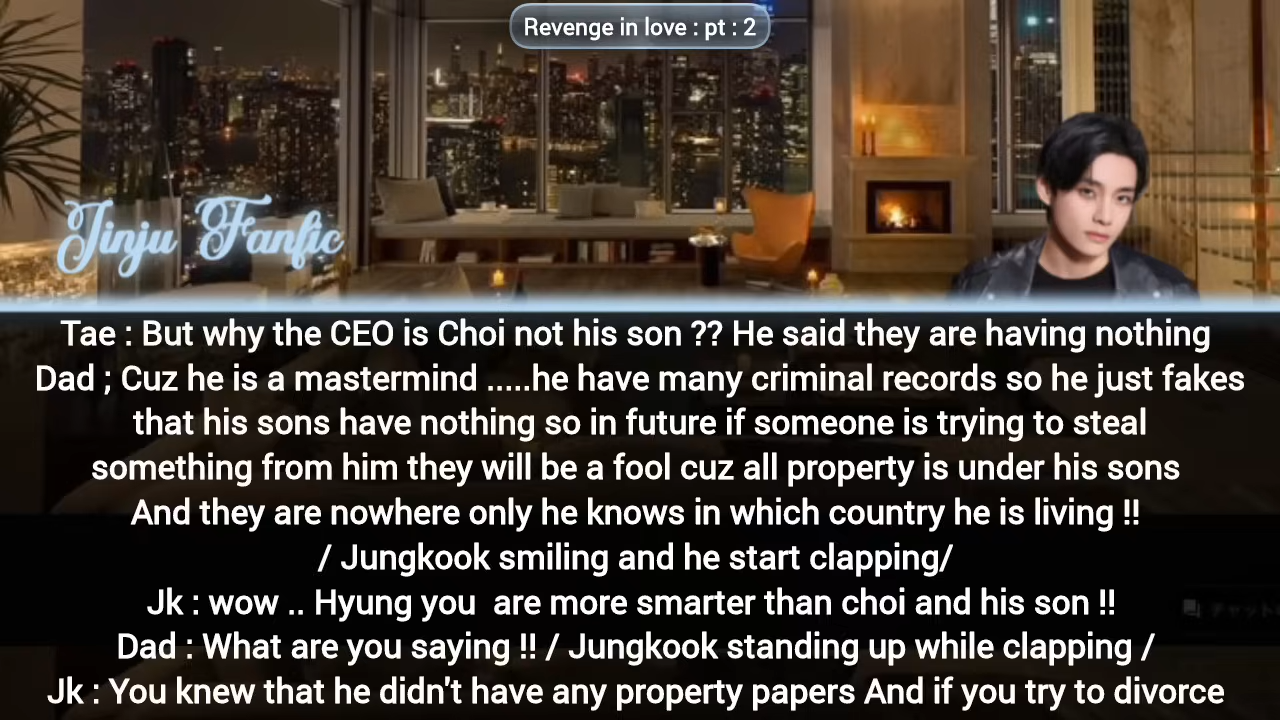 Revenge in love : pt : 2
Jinju Fanfic
Tae : But why the CEO is Choi not his son ?? He said they are having nothing
Dad ; Cuz he is a mastermind .....he have many criminal records so he just fakes
that his sons have nothing so in future if someone is trying to steal
something from him they will be a fool cuz all property is under his sons
And they are nowhere only he knows in which country he is living !!
/ Jungkook smiling and he start clapping/
Jk : wow .. Hyung you  are more smarter than choi and his son !!
Dad : What are you saying !! / Jungkook standing up while clapping /
Jk : You knew that he didn't have any property papers And if you try to divorce